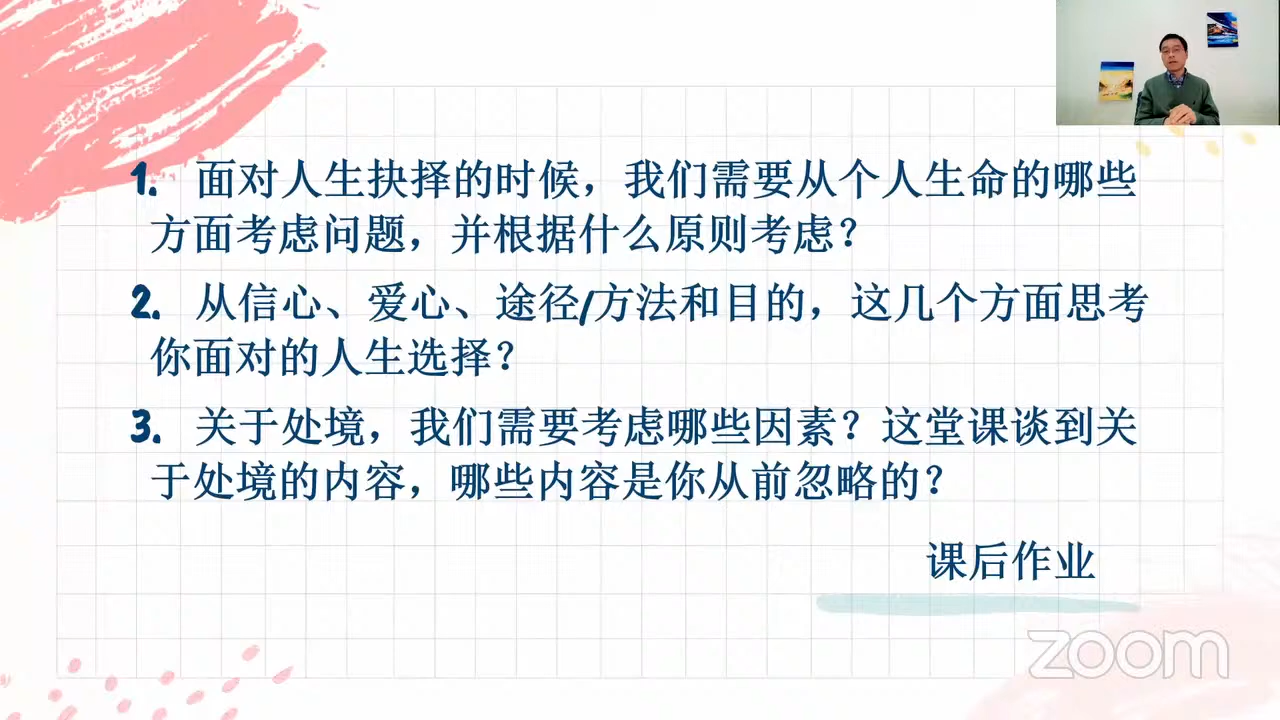 1. 面对人生抉择的时候，我们需要从个人生命的哪些
方面考虑问题，并根据什么原则考虑？
2. 从信心、爱心、途径/方法和目的，这几个方面思考
你面对的人生选择？
3. 关于处境，我们需要考虑哪些因素？这堂课谈到关
于处境的内容，哪些内容是你从前忽略的？
课后作业
zoom